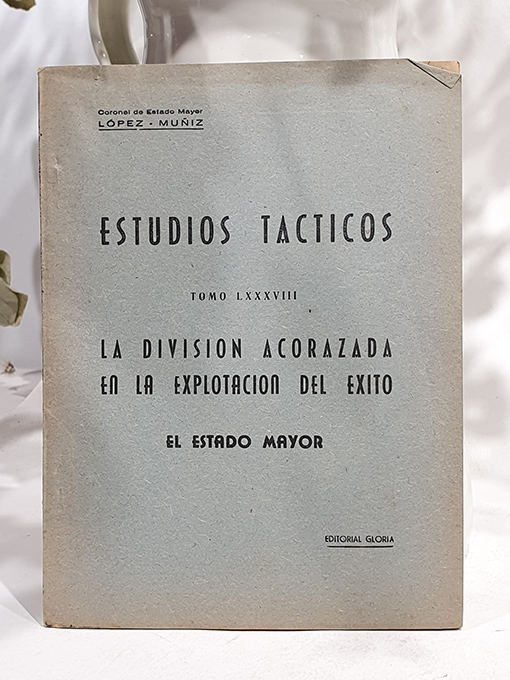 Coronel de Estado Mayer
LÓPEZ - MUÑIZ
ESTUDIOS TACTICOS
TOMO LXXXVIII
LA DIVISION ACORAZADA
EN LA EXPLOTACION DEL EXITO
EL ESTADO MAYOR
EDITORIAL GLORIA